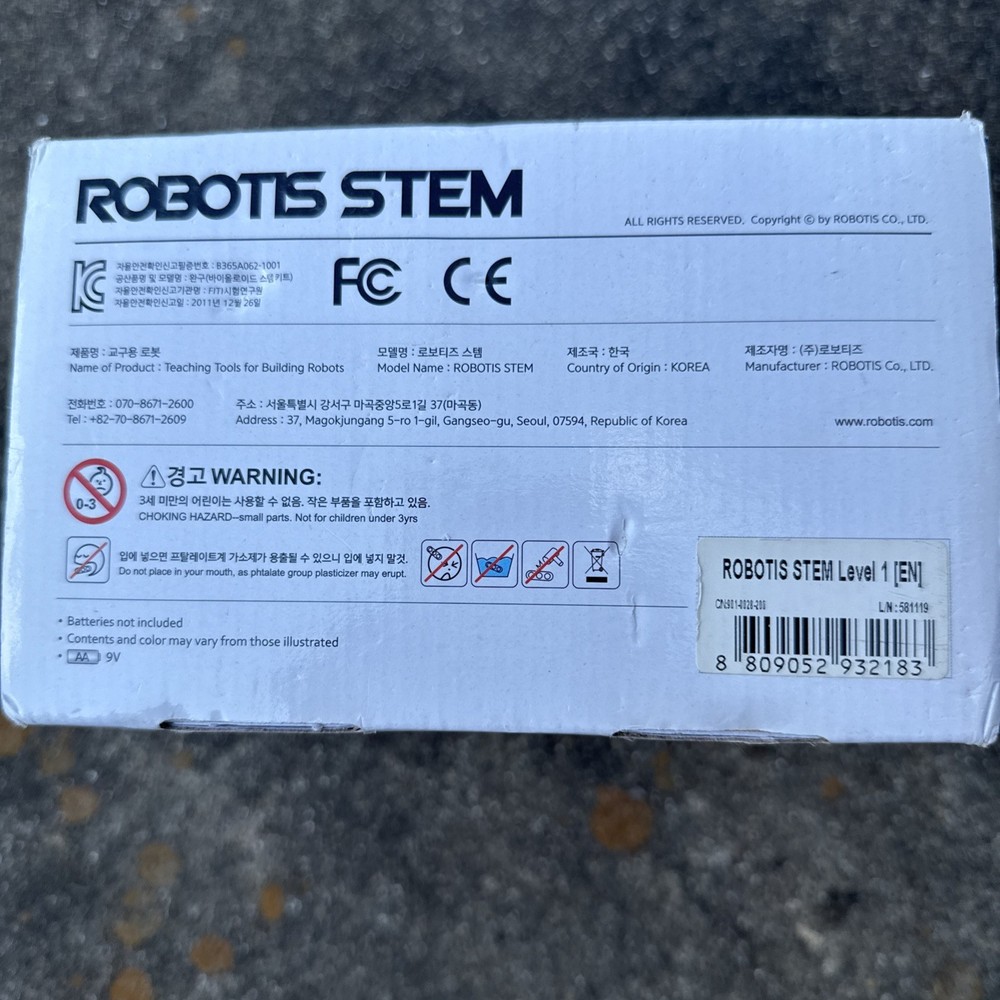 ROBOTIS STEM
ALL RIGHTS RESERVED. Copyright © by ROBOTIS CO., LTD.
자율안전확인신고필증번호 : B365A062-1001
공산품명 및 모델명 : 완구(바이올로이드 스템 키트)
자율안전확인신고기관명 : FITI시험연구원
자율안전확인신고일 : 2011년 12월 26일
FC CE
제품명 : 교구용 로봇
Name of Product : Teaching Tools for Building Robots
모델명 : 로보티즈 스템
Model Name : ROBOTIS STEM
제조국 : 한국
Country of Origin : KOREA
제조자명 : (주)로보티즈
Manufacturer : ROBOTIS Co., LTD.
전화번호 : 070-8671-2600
Tel : +82-70-8671-2609
주소 : 서울특별시 강서구 마곡중앙5로1길 37(마곡동)
Address : 37, Magokjungang 5-ro 1-gil, Gangseo-gu, Seoul, 07594, Republic of Korea
www.robotis.com
0-3
경고 WARNING:
3세 미만의 어린이는 사용할 수 없음. 작은 부품을 포함하고 있음.
CHOKING HAZARD--small parts. Not for children under 3yrs
입에 넣으면 프탈레이트계 가소제가 용출될 수 있으니 입에 넣지 말것.
Do not place in your mouth, as phtalate group plasticizer may erupt.
• Batteries not included
• Contents and color may vary from those illustrated
• AA 9V
ROBOTIS STEM Level 1 [EN]
L/N : 581119
8 809052 932183